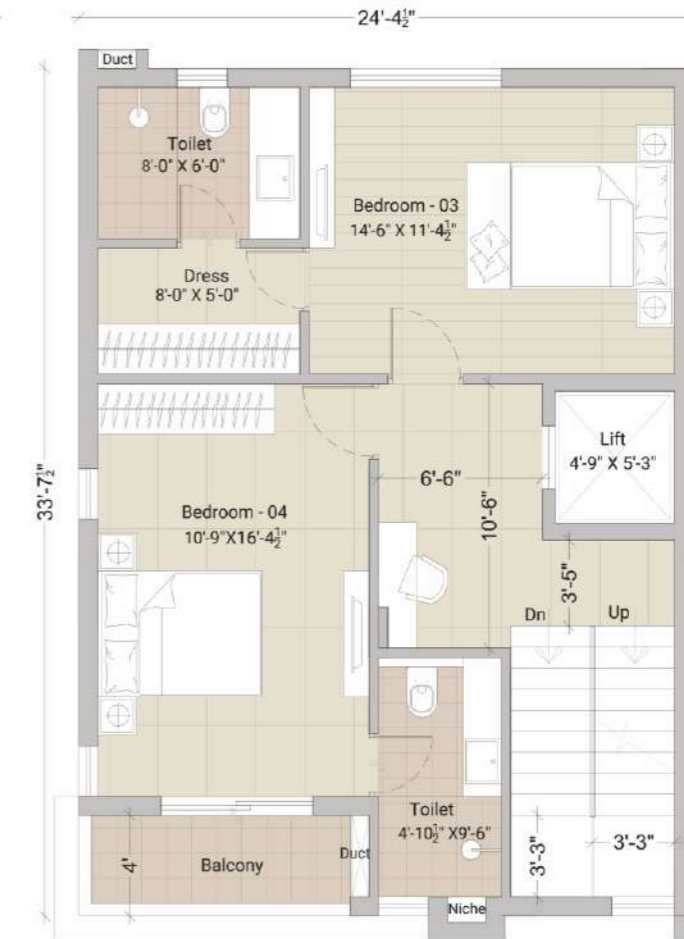 24'-4½"
Duct
Toilet
8'-0" X 6'-0"
Bedroom - 03
14'-6" X 11'-4½"
Dress
8'-0" X 5'-0"
Lift
4'-9" X 5'-3"
6'-6"
10'-6"
33'-7½"
Bedroom - 04
10'-9"X16'-4½"
3'-5"
Dn
Up
Toilet
4'-10½" X9'-6"
3'-3"
3'-3"
Duct
Balcony
4'
Niche